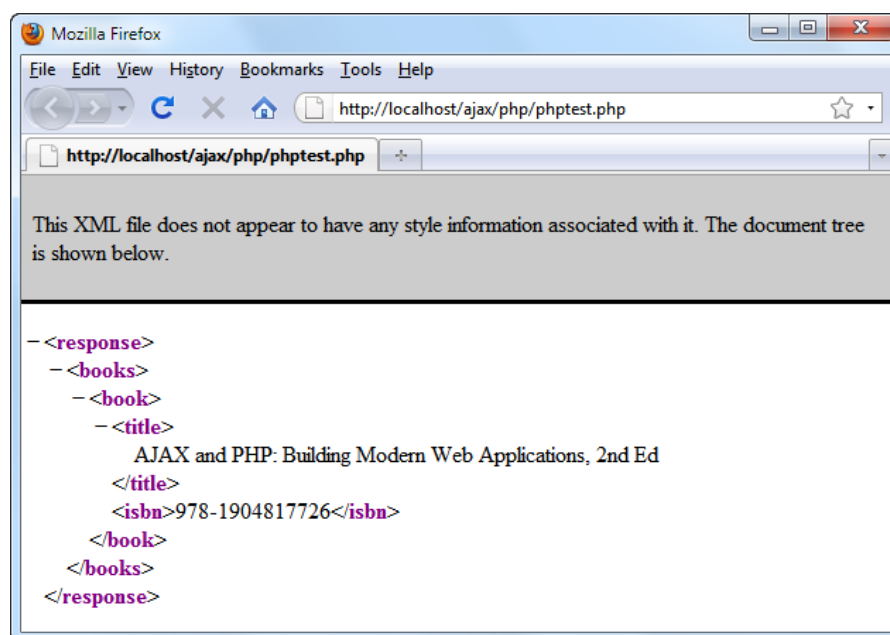 Mozilla Firefox
File Edit View History Bookmarks Tools Help
http://localhost/ajax/php/phptest.php
http://localhost/ajax/php/phptest.php
This XML file does not appear to have any style information associated with it. The document tree
is shown below.
− <response>
− <books>
− <book>
− <title>
AJAX and PHP: Building Modern Web Applications, 2nd Ed
</title>
<isbn>978-1904817726</isbn>
</book>
</books>
</response>